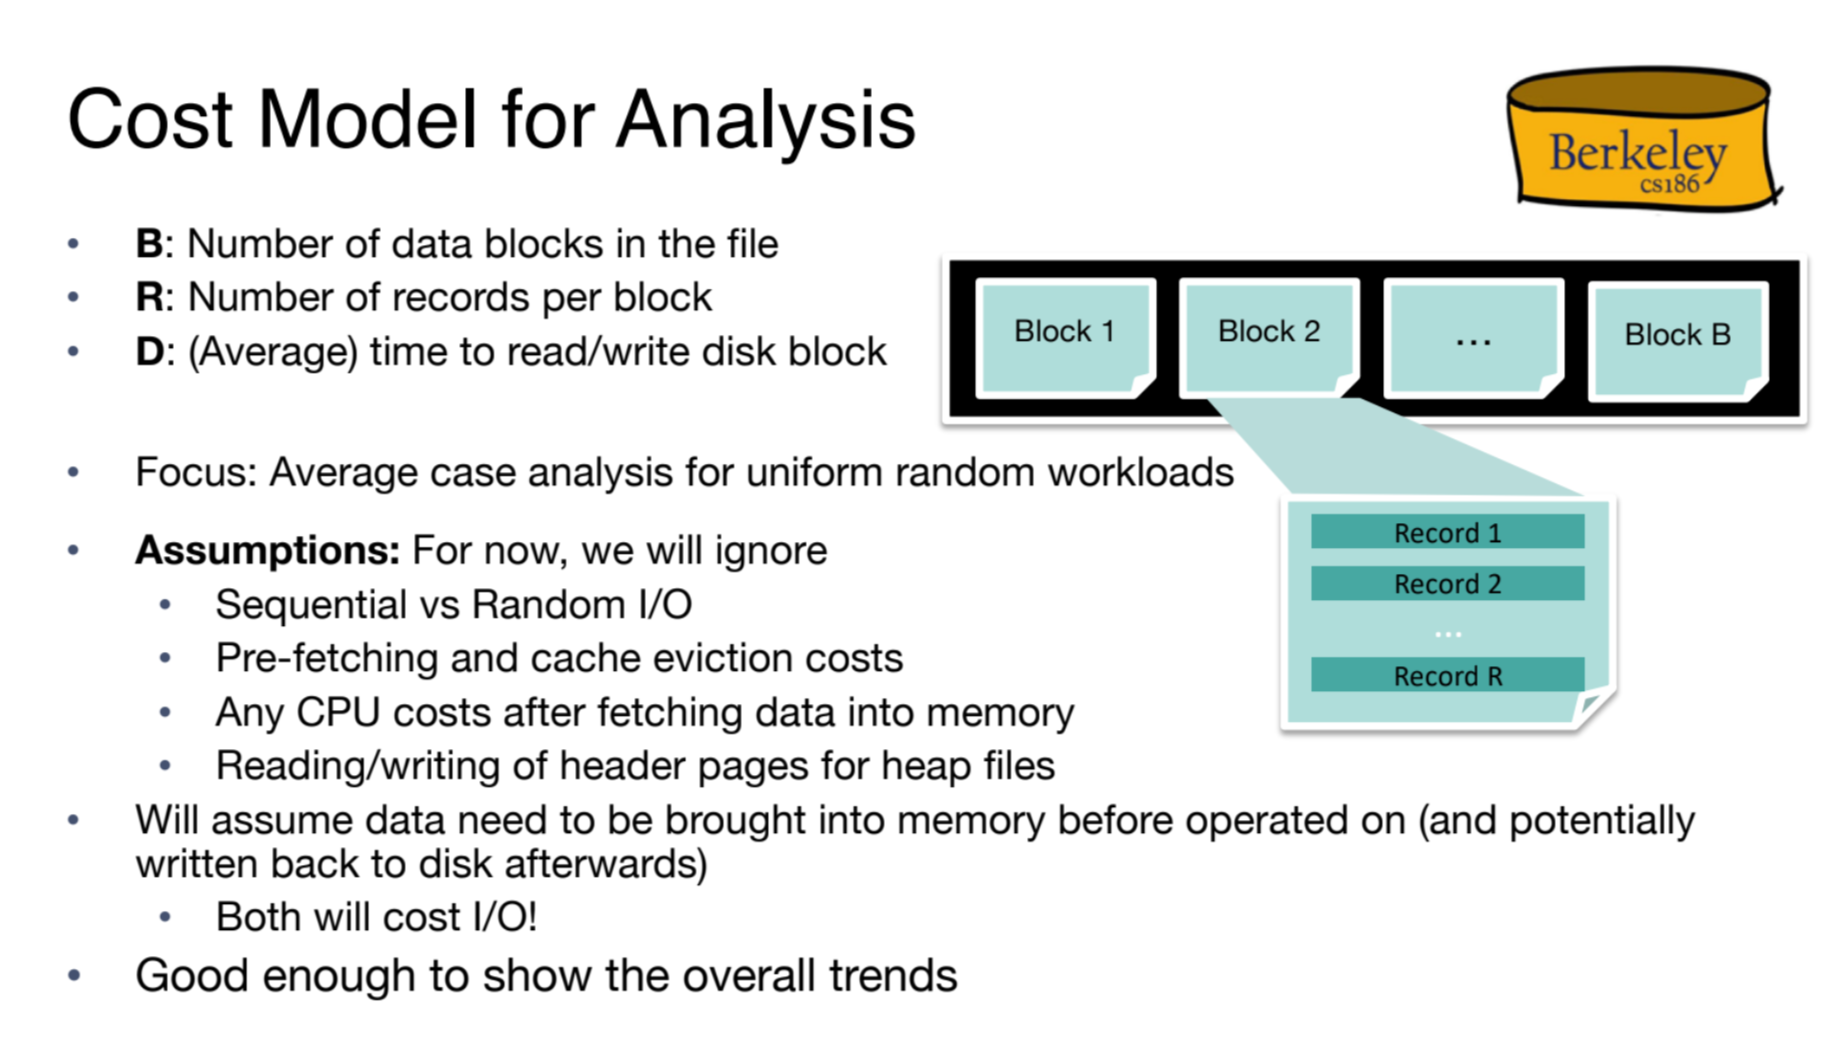 Cost Model for Analysis
Berkeley
cs186
• B: Number of data blocks in the file
• R: Number of records per block
• D: (Average) time to read/write disk block
Block 1
Block 2
...
Block B
• Focus: Average case analysis for uniform random workloads
Record 1
Record 2
...
Record R
• Assumptions: For now, we will ignore
• Sequential vs Random I/O
• Pre-fetching and cache eviction costs
• Any CPU costs after fetching data into memory
• Reading/writing of header pages for heap files
• Will assume data need to be brought into memory before operated on (and potentially
written back to disk afterwards)
• Both will cost I/O!
• Good enough to show the overall trends